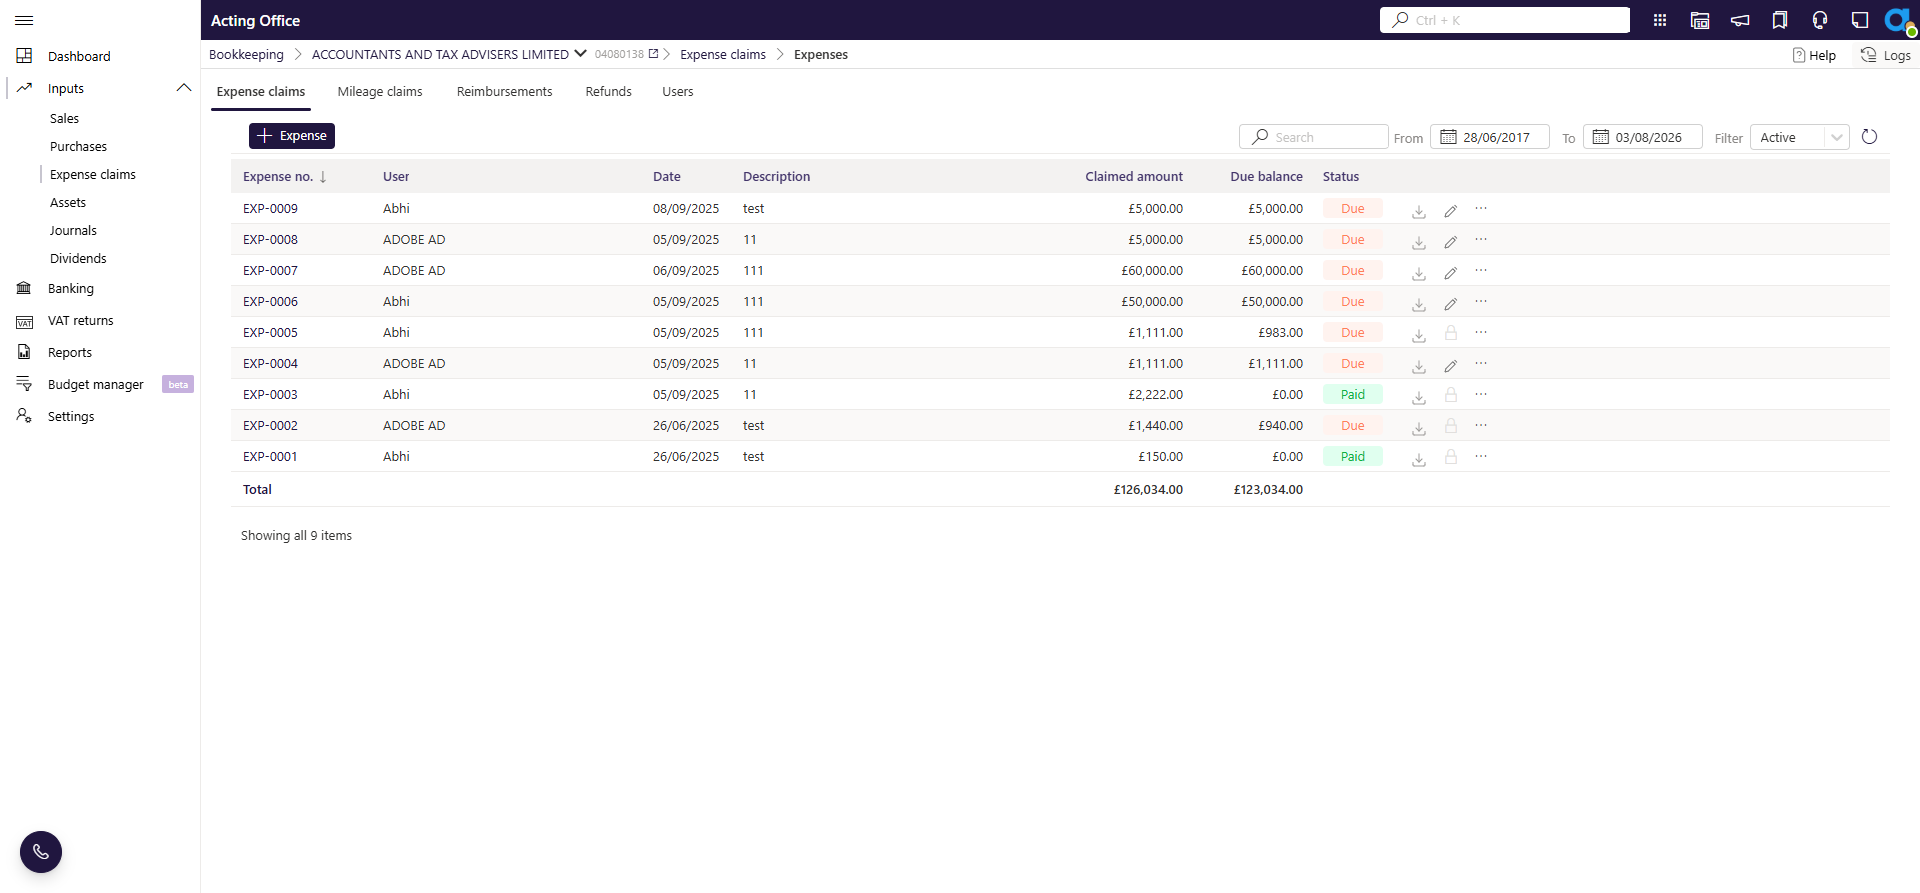 Acting Office
Ctrl + K
Bookkeeping
ACCOUNTANTS AND TAX ADVISERS LIMITED
04080138
Expense claims
Expenses
Help
Logs
Dashboard
Inputs
Sales
Purchases
Expense claims
Assets
Journals
Dividends
Banking
VAT
VAT returns
Reports
Budget manager
beta
Settings
Expense claims
Mileage claims
Reimbursements
Refunds
Users
Expense
Search
From 28/06/2017
To 03/08/2026
Filter Active
Expense no. User Date Description Claimed amount Due balance Status
EXP-0009 Abhi 08/09/2025 test £5,000.00 £5,000.00 Due
EXP-0008 ADOBE AD 05/09/2025 11 £5,000.00 £5,000.00 Due
EXP-0007 ADOBE AD 06/09/2025 111 £60,000.00 £60,000.00 Due
EXP-0006 Abhi 05/09/2025 111 £50,000.00 £50,000.00 Due
EXP-0005 Abhi 05/09/2025 111 £1,111.00 £983.00 Due
EXP-0004 ADOBE AD 05/09/2025 11 £1,111.00 £1,111.00 Due
EXP-0003 Abhi 05/09/2025 11 £2,222.00 £0.00 Paid
EXP-0002 ADOBE AD 26/06/2025 test £1,440.00 £940.00 Due
EXP-0001 Abhi 26/06/2025 test £150.00 £0.00 Paid
Total £126,034.00 £123,034.00
Showing all 9 items